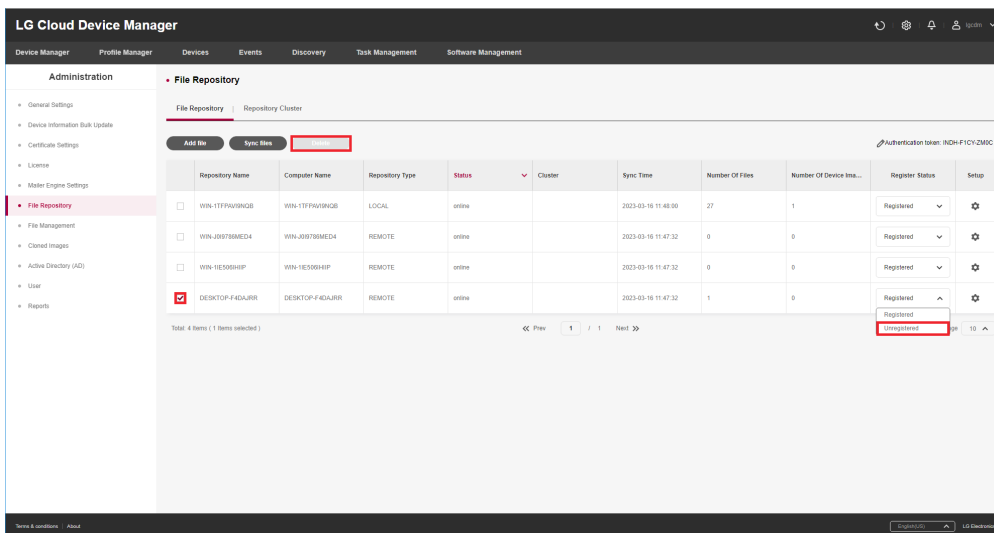 LG Cloud Device Manager
lgcdm
Device Manager Profile Manager Devices Events Discovery Task Management Software Management
Administration
General Settings
Device Information Bulk Update
Certificate Settings
License
Mailer Engine Settings
File Repository
File Management
Cloned Images
Active Directory (AD)
User
Reports
• File Repository
File Repository | Repository Cluster
Add file Sync files Delete
Authentication token: INDH-F1CY-ZM0C
Repository Name Computer Name Repository Type Status Cluster Sync Time Number Of Files Number Of Device Ima... Register Status Setup
WIN-1TFPAVI9NQB WIN-1TFPAVI9NQB LOCAL online 2023-03-16 11:48:00 27 1 Registered
WIN-J0I9786MED4 WIN-J0I9786MED4 REMOTE online 2023-03-16 11:47:32 0 0 Registered
WIN-1IE506IHIIP WIN-1IE506IHIIP REMOTE online 2023-03-16 11:47:32 0 0 Registered
DESKTOP-F4DAJRR DESKTOP-F4DAJRR REMOTE online 2023-03-16 11:47:32 1 0 Registered
Registered
Unregistered
Total: 4 Items ( 1 Items selected ) Prev 1 / 1 Next 10
Terms & conditions | About
English(US) LG Electronic